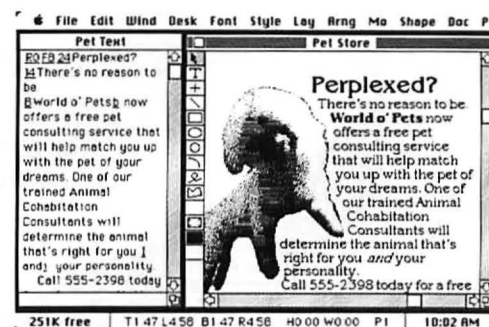 File Edit Wind Desk Font Style Lay Arng Mo Shape Doc P
Pet Text
RO FB 24Perplexed?
14There's no reason to
be
BWorld o' Petsb now
offers a free pet
consulting service that
will help match you up
with the pet of your
dreams. One of our
trained Animal
Cohabitation
Consultants will
determine the animal
that's right for you I
andi your personality.
Call 555-2398 today
Pet Store
Perplexed?
There's no reason to be.
World o' Pets now
offers a free pet
consulting service
that will help match
you up with the pet of
your dreams. One of
our trained Animal
Cohabitation
Consultants will
determine the animal that's
right for you and your
personality.
Call 555-2398 today for a free
251K free T1 47 L4 58 B1 47 R4 58 H0 00 W0 00 P1 10:02 AM